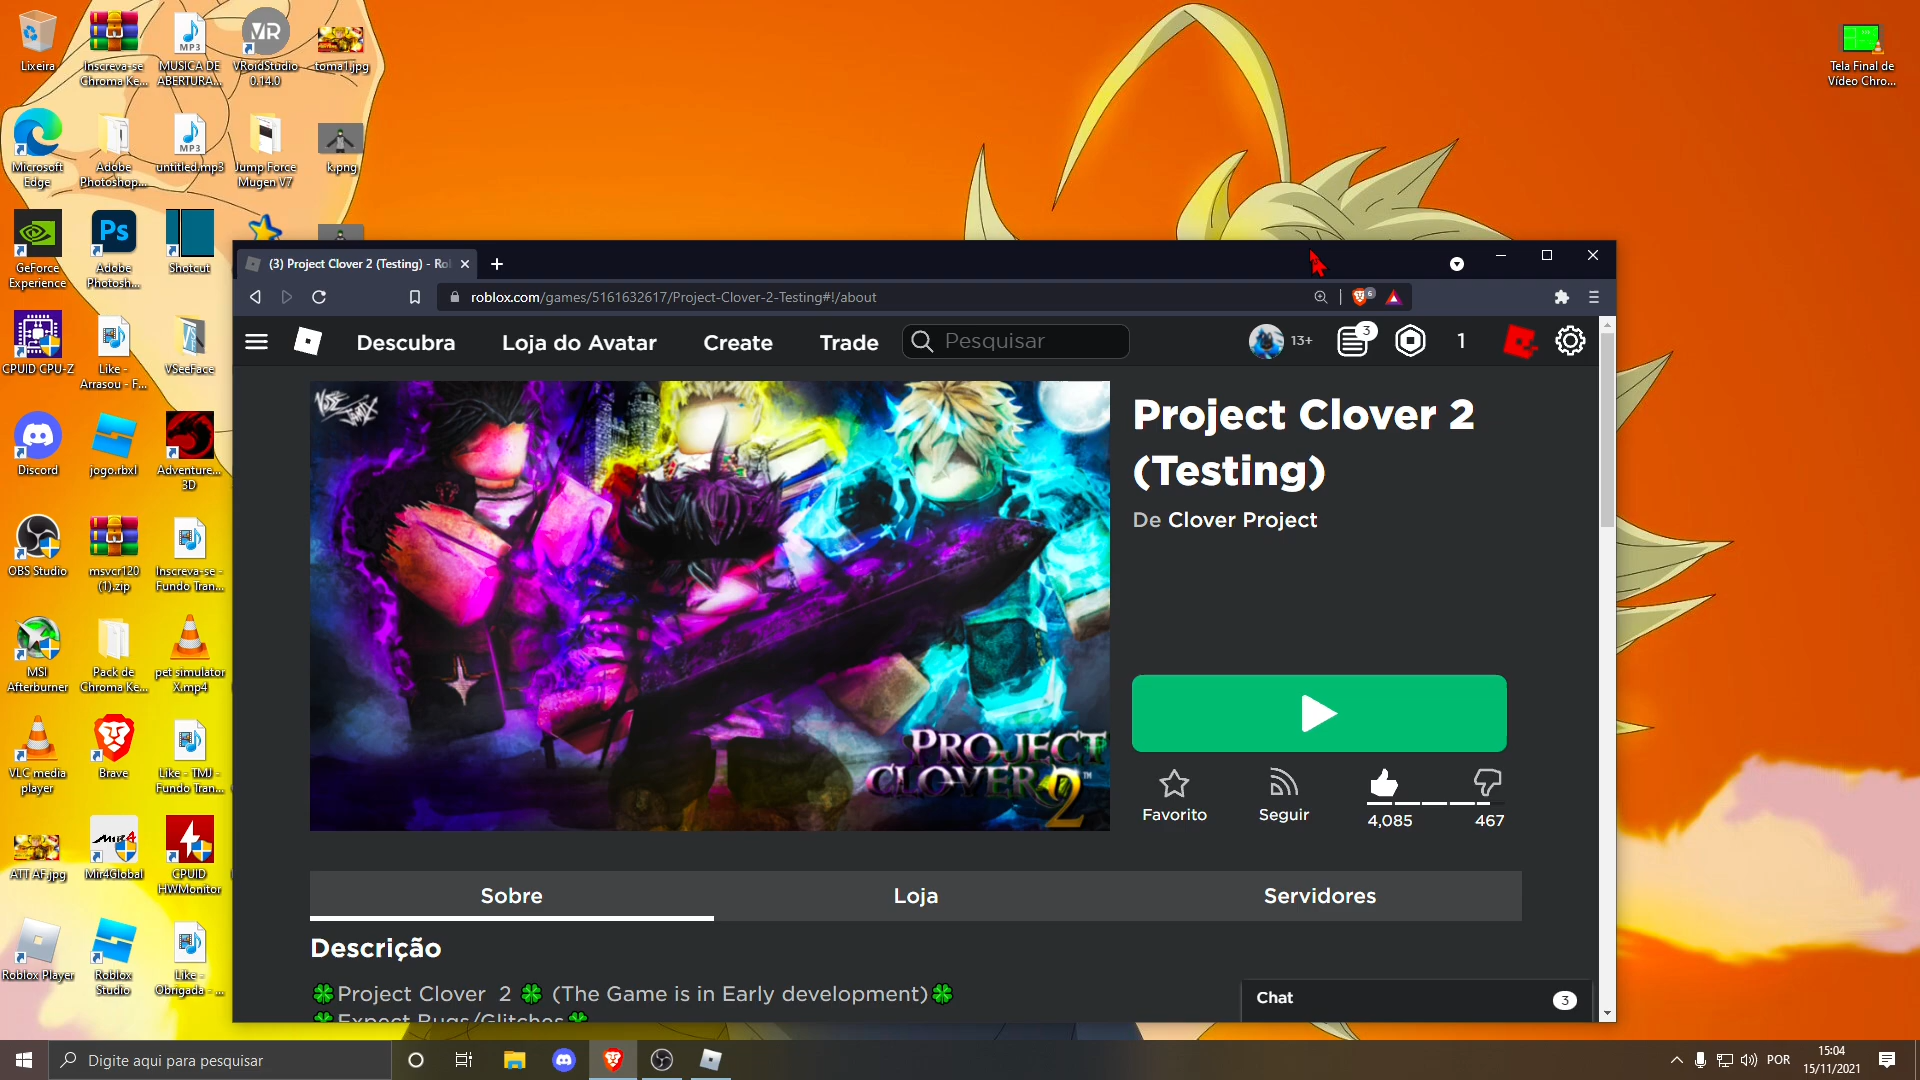 Lixeira
Inscreva-se
Chroma Ke...
MUSICA DE
ABERTURA...
VRoidStudio
0.14.0
toma1.jpg
Tela Final de
Vídeo Chro...
Microsoft
Edge
Adobe
Photoshop...
untitled.mp3
Jump Force
Mugen V7
k.png
GeForce
Experience
Adobe
Photosh...
Shotcut
CPUID CPU-Z
Like -
Arrasou - F...
VSeeFace
Discord
jogo.rbxl
Adventure...
3D
OBS Studio
msvcr120
(1).zip
Inscreva-se -
Fundo Tran...
MSI
Afterburner
Pack de
Chroma Ke...
pet simulator
X.mp4
VLC media
player
Brave
Like - TMJ -
Fundo Tran...
ATT AF.jpg
Mir4Global
CPUID
HWMonitor
Roblox Player
Roblox
Studio
Like -
Obrigada - ...
(3) Project Clover 2 (Testing) - Ro
roblox.com/games/5161632617/Project-Clover-2-Testing#!/about
6
Descubra
Loja do Avatar
Create
Trade
Pesquisar
13+
3
1
PROJECT
CLOVER 2™
Project Clover 2
(Testing)
De Clover Project
Favorito
Seguir
4,085
467
Sobre
Loja
Servidores
Descrição
🍀Project Clover 2 🍀 (The Game is in Early development)🍀
🍀Expect Bugs/Glitches🍀
Chat
3
Digite aqui para pesquisar
POR
15:04
15/11/2021